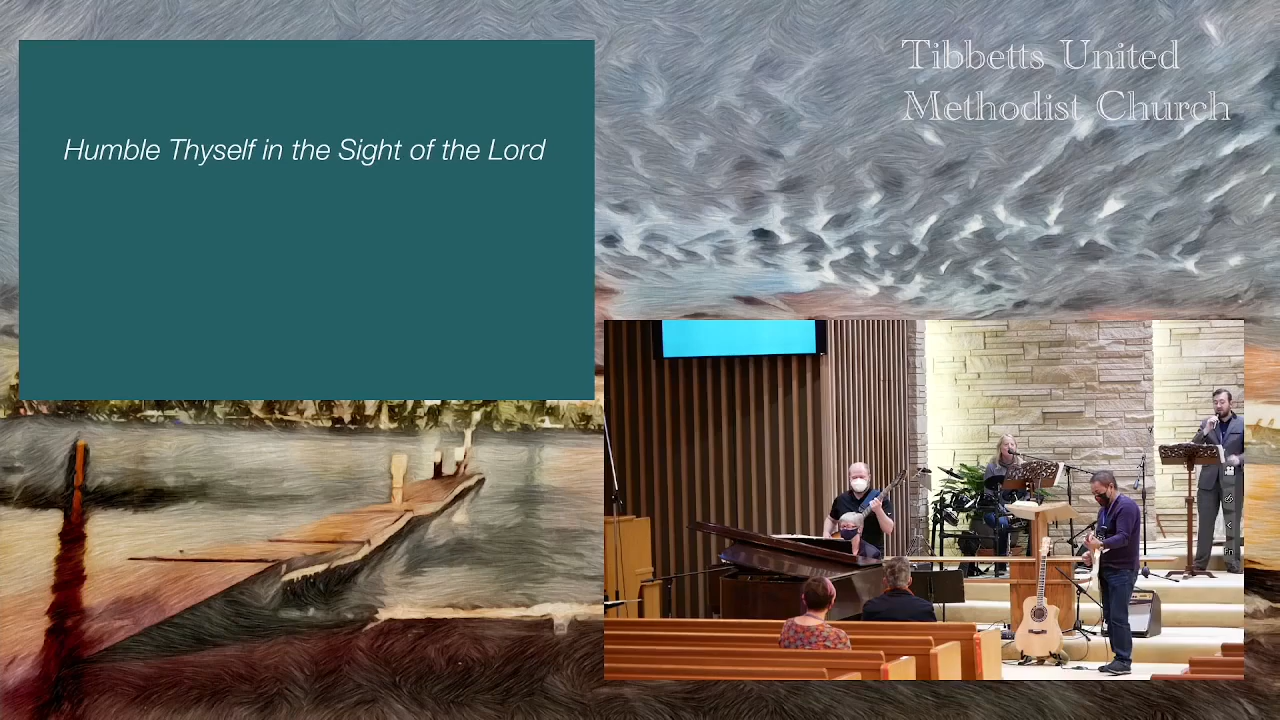 Humble Thyself in the Sight of the Lord
Tibbetts United
Methodist Church